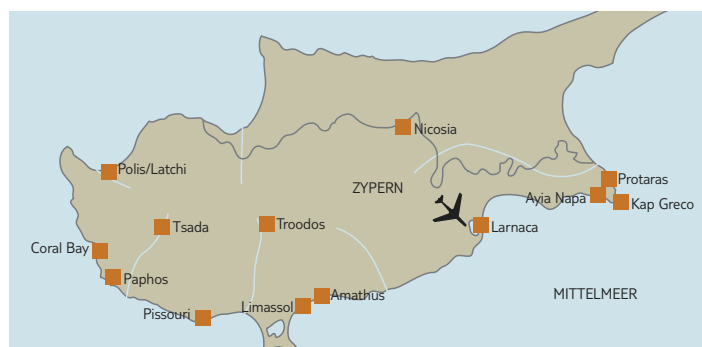 Nicosia
Polis/Latchi
Protaras
ZYPERN
Ayia Napa
Kap Greco
Tsada
Troodos
Larnaca
Coral Bay
Paphos
MITTELMEER
Amathus
Limassol
Pissouri